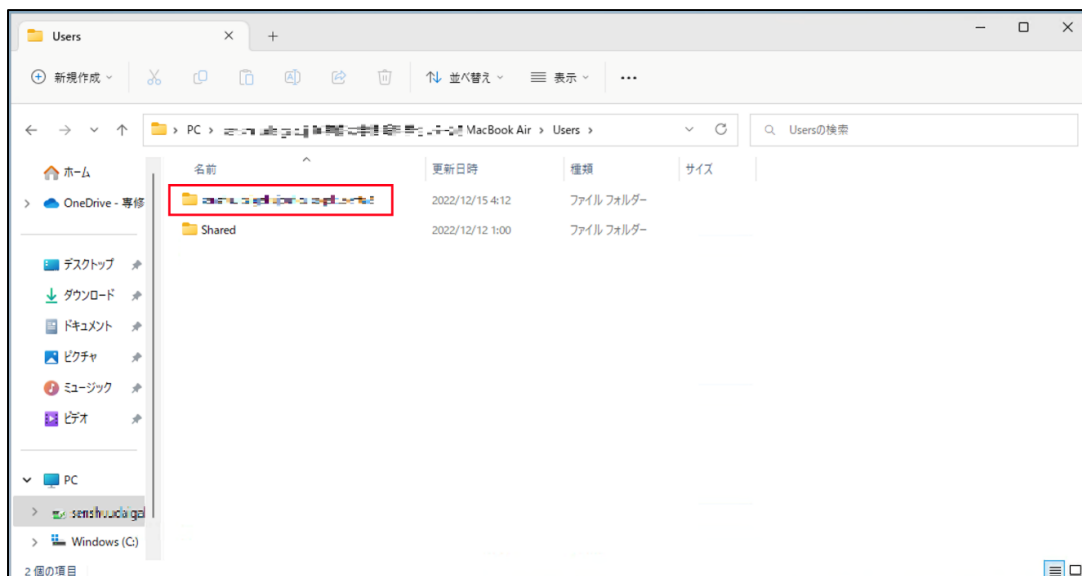 Users
新規作成
並べ替え
表示
PC
MacBook Air
Users
Usersの検索
ホーム
OneDrive - 専修
デスクトップ
ダウンロード
ドキュメント
ピクチャ
ミュージック
ビデオ
PC
Windows (C:)
名前
更新日時
種類
サイズ
2022/12/15 4:12
ファイル フォルダー
Shared
2022/12/12 1:00
ファイル フォルダー
2 個の項目